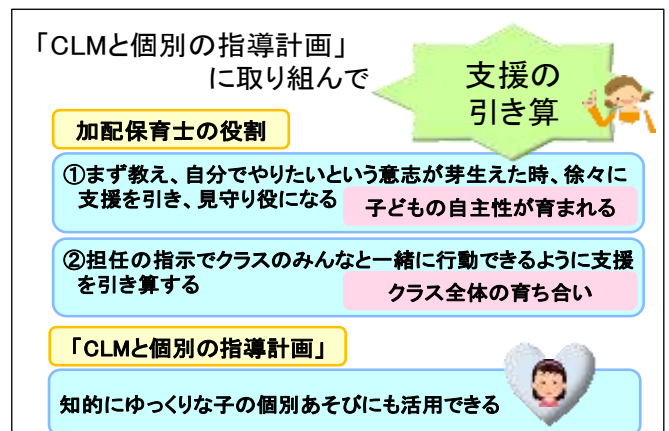 「CLMと個別の指導計画」
に取り組んで
支援の
引き算
加配保育士の役割
①まず教え、自分でやりたいという意志が芽生えた時、徐々に
支援を引き、見守り役になる
子どもの自主性が育まれる
②担任の指示でクラスのみんなと一緒に行動できるように支援
を引き算する
クラス全体の育ち合い
「CLMと個別の指導計画」
知的にゆっくりな子の個別あそびにも活用できる